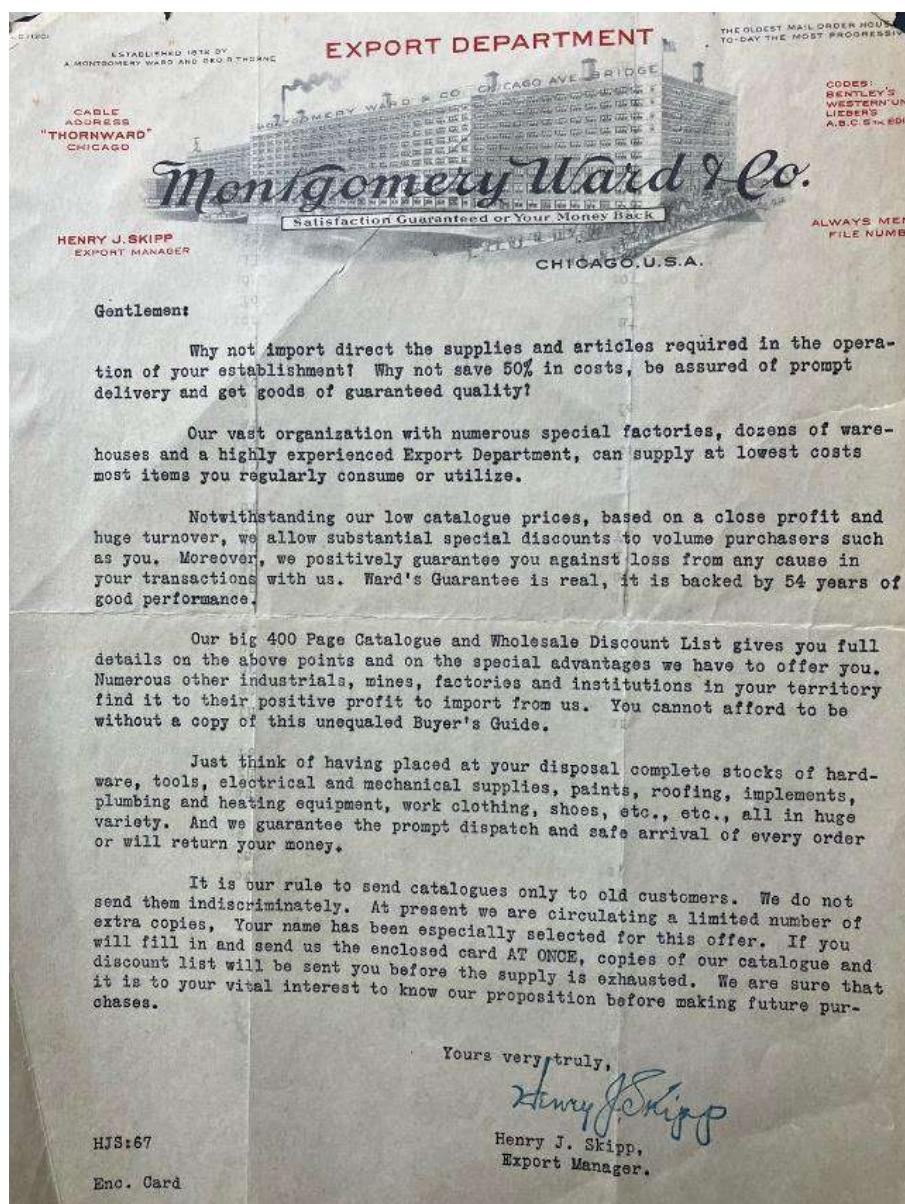 ESTABLISHED 1872 BY
A. MONTGOMERY WARD AND GEO R THORNE
EXPORT DEPARTMENT
THE OLDEST MAIL ORDER HOUS
TO-DAY THE MOST PROGRESSIV
CABLE
ADDRESS
"THORNWARD"
CHICAGO
MONTGOMERY WARD & CO. CHICAGO AVE. BRIDGE
CODES:
BENTLEY'S
WESTERN UN
LIEBER'S
A.B.C. 5TH EDI
Montgomery Ward & Co.
Satisfaction Guaranteed or Your Money Back
HENRY J. SKIPP
EXPORT MANAGER
ALWAYS MEN
FILE NUMB
CHICAGO, U.S.A.
Gentlemen:
Why not import direct the supplies and articles required in the opera-
tion of your establishment? Why not save 50% in costs, be assured of prompt
delivery and get goods of guaranteed quality?
Our vast organization with numerous special factories, dozens of ware-
houses and a highly experienced Export Department, can supply at lowest costs
most items you regularly consume or utilize.
Notwithstanding our low catalogue prices, based on a close profit and
huge turnover, we allow substantial special discounts to volume purchasers such
as you. Moreover, we positively guarantee you against loss from any cause in
your transactions with us. Ward's Guarantee is real, it is backed by 54 years of
good performance.
Our big 400 Page Catalogue and Wholesale Discount List gives you full
details on the above points and on the special advantages we have to offer you.
Numerous other industrials, mines, factories and institutions in your territory
find it to their positive profit to import from us. You cannot afford to be
without a copy of this unequaled Buyer's Guide.
Just think of having placed at your disposal complete stocks of hard-
ware, tools, electrical and mechanical supplies, paints, roofing, implements,
plumbing and heating equipment, work clothing, shoes, etc., etc., all in huge
variety. And we guarantee the prompt dispatch and safe arrival of every order
or will return your money.
It is our rule to send catalogues only to old customers. We do not
send them indiscriminately. At present we are circulating a limited number of
extra copies, Your name has been especially selected for this offer. If you
will fill in and send us the enclosed card AT ONCE, copies of our catalogue and
discount list will be sent you before the supply is exhausted. We are sure that
it is to your vital interest to know our proposition before making future pur-
chases.
Yours very truly,
Henry J. Skipp
Henry J. Skipp,
Export Manager.
HJS:67
Enc. Card